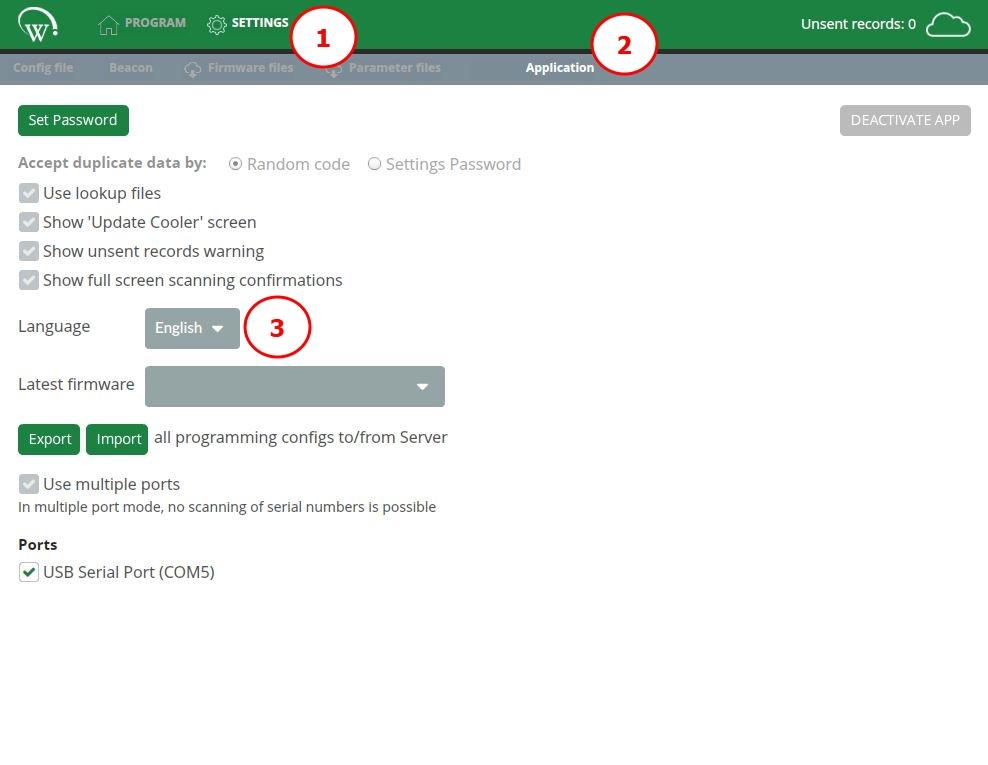 W PROGRAM SETTINGS 1 2 Unsent records: 0
Config file Beacon Firmware files Parameter files Application
Set Password DEACTIVATE APP
Accept duplicate data by: Random code Settings Password
Use lookup files
Show 'Update Cooler' screen
Show unsent records warning
Show full screen scanning confirmations
Language English 3
Latest firmware
Export Import all programming configs to/from Server
Use multiple ports
In multiple port mode, no scanning of serial numbers is possible
Ports
USB Serial Port (COM5)